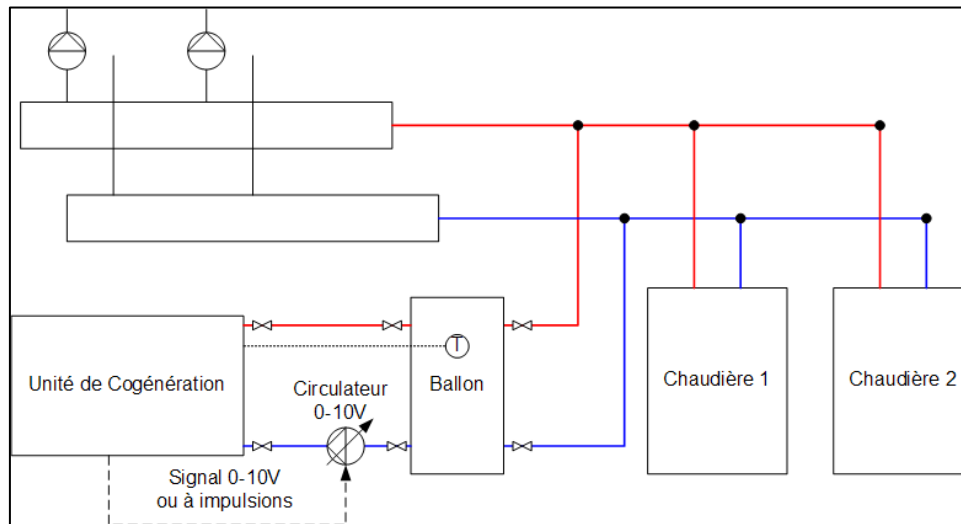 T
Unité de Cogénération
Circulateur
0-10V
Ballon
Chaudière 1
Chaudière 2
Signal 0-10V
ou à impulsions